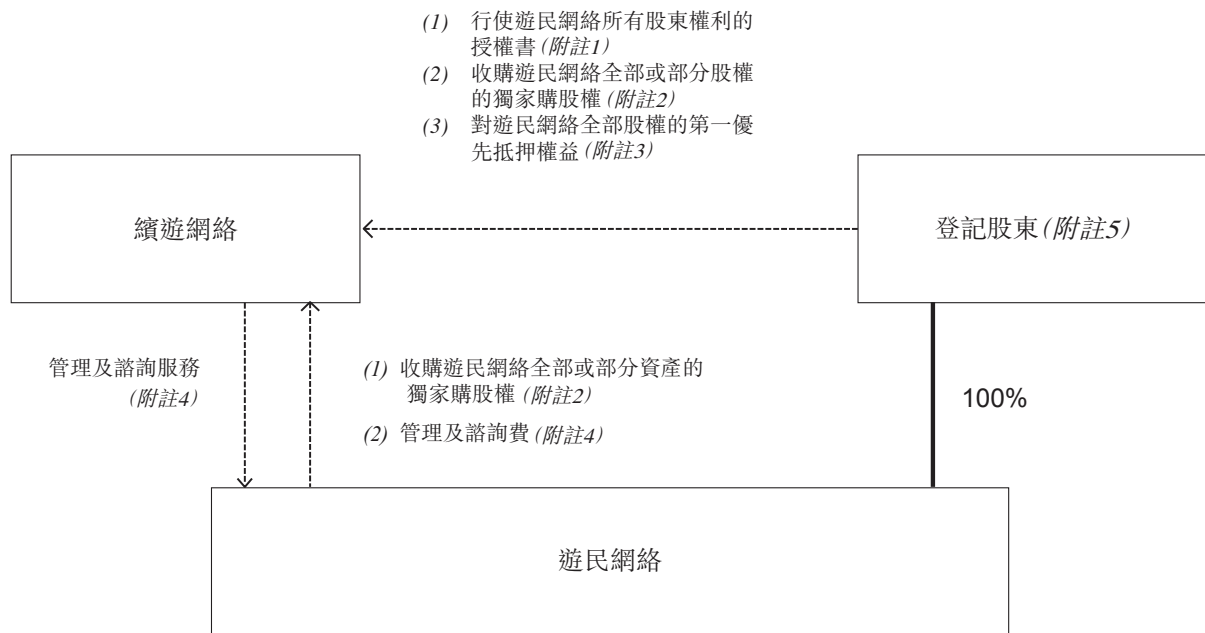 (1) 行使遊民網絡所有股東權利的
授權書(附註1)
(2) 收購遊民網絡全部或部分股權
的獨家購股權(附註2)
(3) 對遊民網絡全部股權的第一優
先抵押權益(附註3)
繽遊網絡
登記股東(附註5)
管理及諮詢服務
(附註4)
(1) 收購遊民網絡全部或部分資產的
獨家購股權(附註2)
(2) 管理及諮詢費(附註4)
100%
遊民網絡